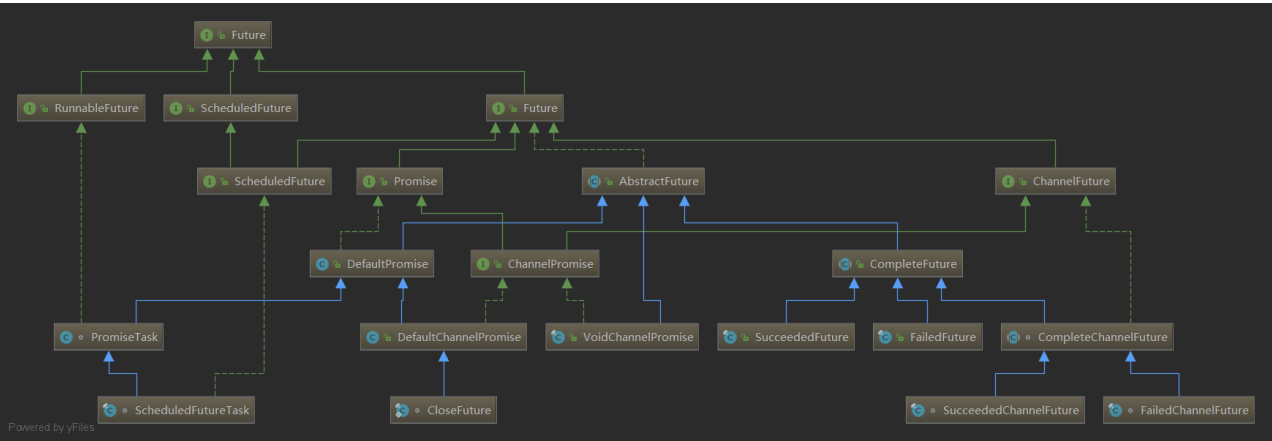 Future
RunnableFuture
ScheduledFuture
Future
ScheduledFuture
Promise
AbstractFuture
ChannelFuture
DefaultPromise
ChannelPromise
CompleteFuture
PromiseTask
DefaultChannelPromise
VoidChannelPromise
SucceededFuture
FailedFuture
CompleteChannelFuture
ScheduledFutureTask
CloseFuture
SucceededChannelFuture
FailedChannelFuture
Powered by yFiles